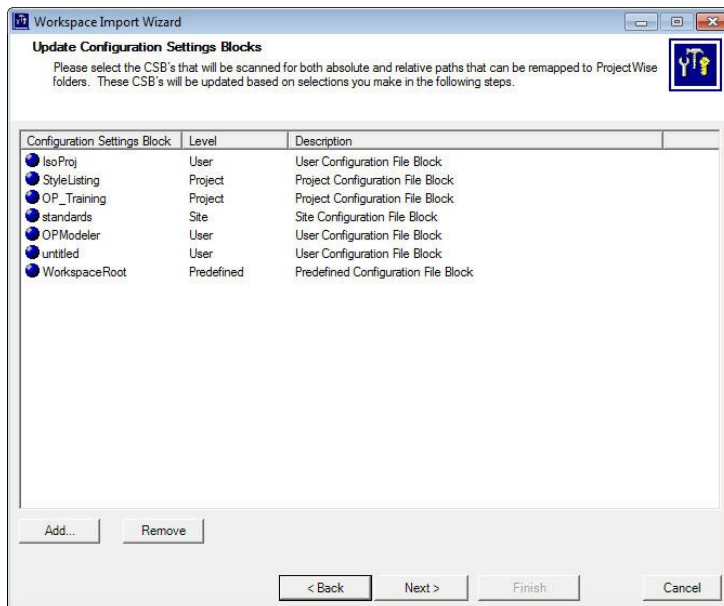 Workspace Import Wizard
Update Configuration Settings Blocks
Please select the CSB's that will be scanned for both absolute and relative paths that can be remapped to ProjectWise
folders. These CSB's will be updated based on selections you make in the following steps.
Configuration Settings Block Level Description
IsoProj User User Configuration File Block
StyleListing Project Project Configuration File Block
OP_Training Project Project Configuration File Block
standards Site Site Configuration File Block
OPModeler User User Configuration File Block
untitled User User Configuration File Block
WorkspaceRoot Predefined Predefined Configuration File Block
Add... Remove
< Back Next > Finish Cancel